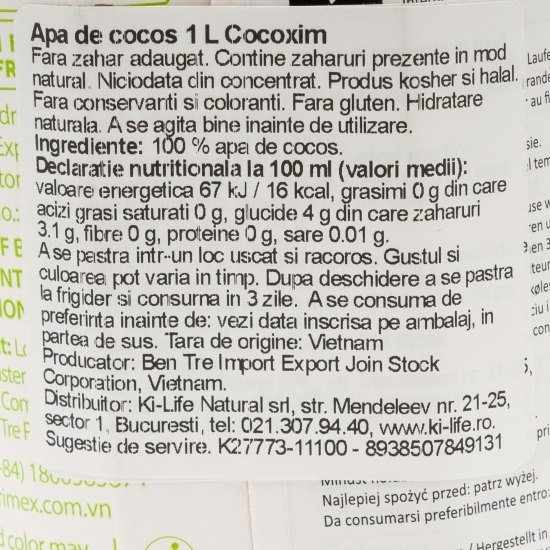 Apa de cocos 1 L Cocoxim
Fara zahar adaugat. Contine zaharuri prezente in mod
natural. Niciodata din concentrat. Produs kosher si halal.
Fara conservanti si coloranti. Fara gluten. Hidratare
naturala. A se agita bine inainte de utilizare.
Ingrediente: 100 % apa de cocos.
Declaratie nutritionala la 100 ml (valori medii):
valoare energetica 67 kJ / 16 kcal, grasimi 0 g din care
acizi grasi saturati 0 g, glucide 4 g din care zaharuri
3.1 g, fibre 0 g, proteine 0 g, sare 0.01 g.
A se pastra intr-un loc uscat si racoros. Gustul si
culoarea pot varia in timp. Dupa deschidere a se pastra
la frigider si consuma in 3 zile. A se consuma de
preferinta inainte de: vezi data inscrisa pe ambalaj, in
partea de sus. Tara de origine: Vietnam
Producator: Ben Tre Import Export Join Stock
Corporation, Vietnam.
Distribuitor: Ki-Life Natural srl, str. Mendeleev nr. 21-25,
sector 1, Bucuresti, tel: 021.307.94.40, www.ki-life.ro.
Sugestie de servire. K27773-11100 - 8938507849131
rimex.com.vn
d color may
Najlepiej spożyć przed: patrz wyżej.
Da consumarsi preferibilmente entro:
/ Hergestellt in